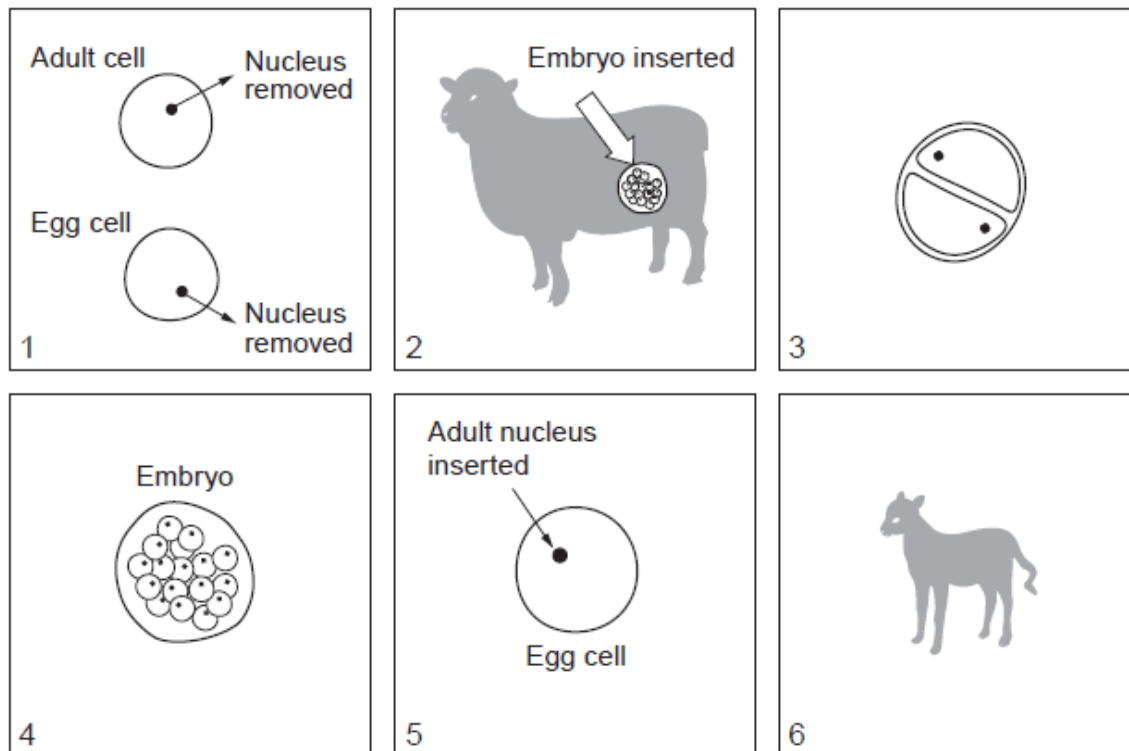 Adult cell
Nucleus
removed
Egg cell
Nucleus
removed
1
Embryo inserted
2
3
Embryo
4
Adult nucleus
inserted
Egg cell
5
6